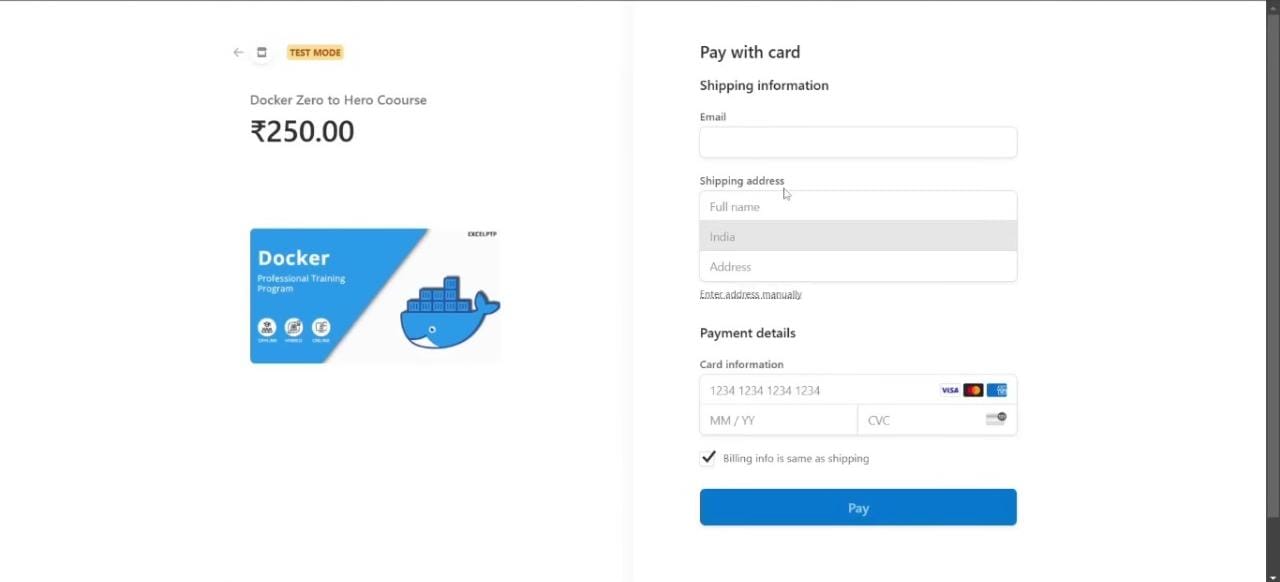 TEST MODE
Docker Zero to Hero Coourse
₹250.00
EXCELPTP
Docker
Professional Training
Program
OFFLINE HYBRID ONLINE
Pay with card
Shipping information
Email
Shipping address
Full name
India
Address
Enter address manually
Payment details
Card information
1234 1234 1234 1234 VISA
MM / YY CVC
Billing info is same as shipping
Pay